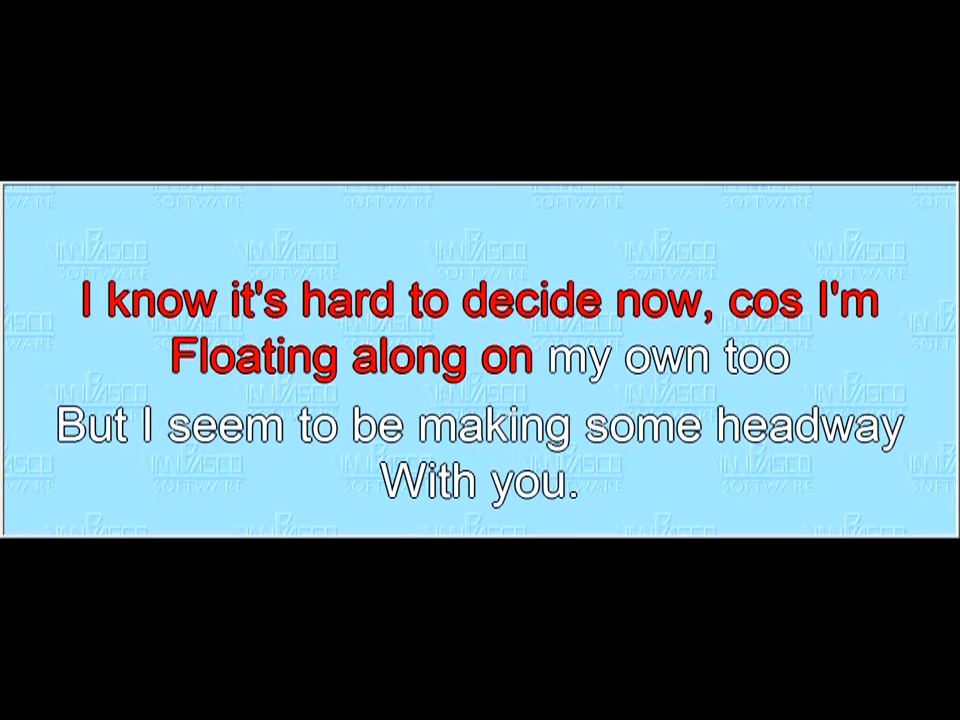 I know it's hard to decide now, cos I'm
Floating along on my own too
But I seem to be making some headway
With you.